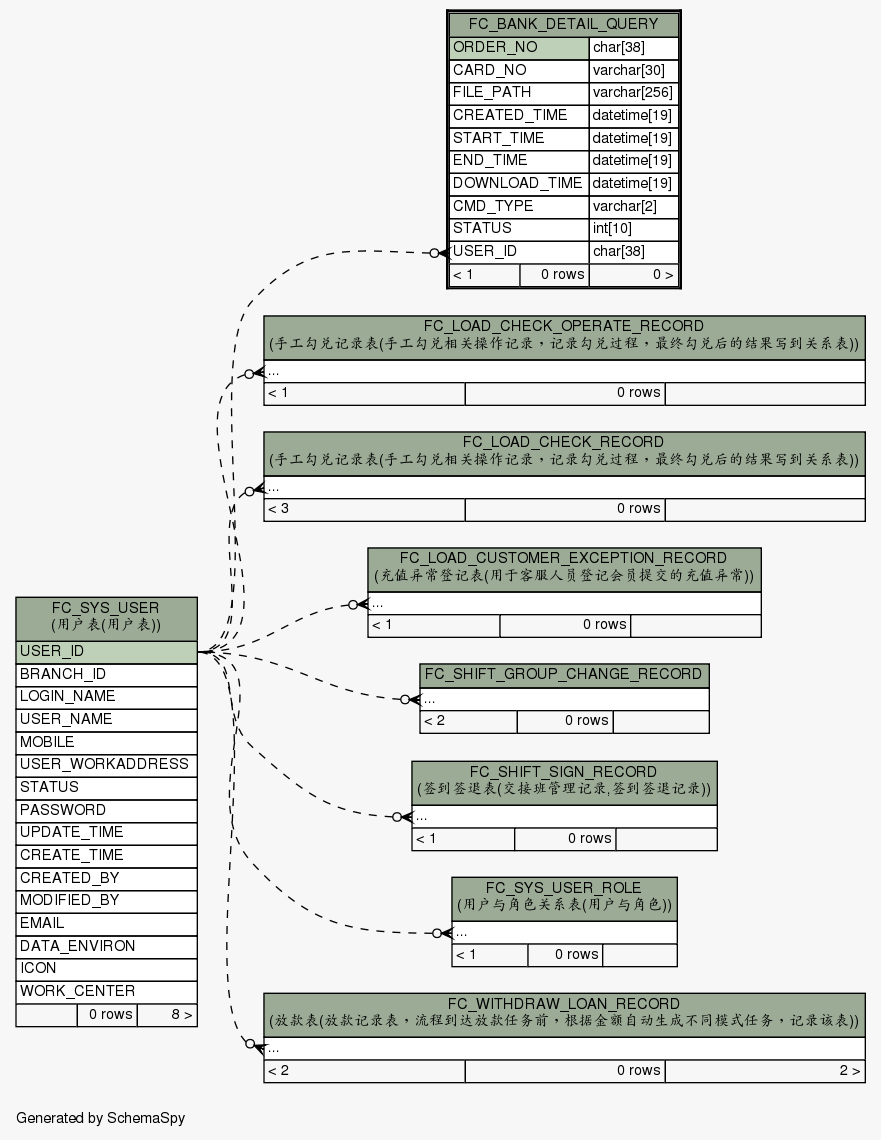 FC_BANK_DETAIL_QUERY
ORDER_NO char[38]
CARD_NO varchar[30]
FILE_PATH varchar[256]
CREATED_TIME datetime[19]
START_TIME datetime[19]
END_TIME datetime[19]
DOWNLOAD_TIME datetime[19]
CMD_TYPE varchar[2]
STATUS int[10]
USER_ID char[38]
< 1 0 rows 0 >
FC_LOAD_CHECK_OPERATE_RECORD
(手工勾兑记录表(手工勾兑相关操作记录，记录勾兑过程，最终勾兑后的结果写到关系表))
...
< 1 0 rows
FC_LOAD_CHECK_RECORD
(手工勾兑记录表(手工勾兑相关操作记录，记录勾兑过程，最终勾兑后的结果写到关系表))
...
< 3 0 rows
FC_LOAD_CUSTOMER_EXCEPTION_RECORD
(充值异常登记表(用于客服人员登记会员提交的充值异常))
...
< 1 0 rows
FC_SYS_USER
(用户表(用户表))
USER_ID
BRANCH_ID
LOGIN_NAME
USER_NAME
MOBILE
USER_WORKADDRESS
STATUS
PASSWORD
UPDATE_TIME
CREATE_TIME
CREATED_BY
MODIFIED_BY
EMAIL
DATA_ENVIRON
ICON
WORK_CENTER
0 rows 8 >
FC_SHIFT_GROUP_CHANGE_RECORD
...
< 2 0 rows
FC_SHIFT_SIGN_RECORD
(签到签退表(交接班管理记录,签到签退记录))
...
< 1 0 rows
FC_SYS_USER_ROLE
(用户与角色关系表(用户与角色))
...
< 1 0 rows
FC_WITHDRAW_LOAN_RECORD
(放款表(放款记录表，流程到达放款任务前，根据金额自动生成不同模式任务，记录该表))
...
< 2 0 rows 2 >
Generated by SchemaSpy